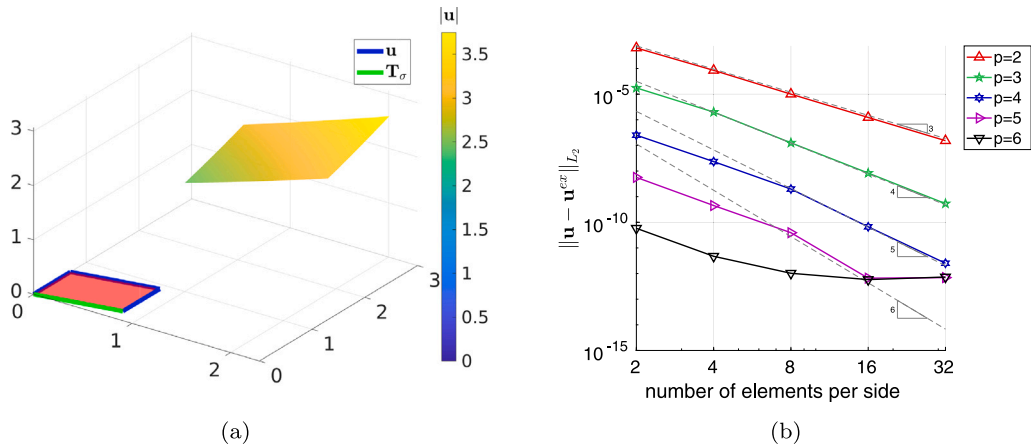 |u|
u
T_σ
3
2
1
0
0
1
2
0
1
2
3
3.5
3
2.5
2
1.5
1
0.5
0
(a)
‖u − u^{ex}‖_{L_2}
10^{-5}
10^{-10}
10^{-15}
3
4
5
6
2
4
8
16
32
number of elements per side
p=2
p=3
p=4
p=5
p=6
(b)